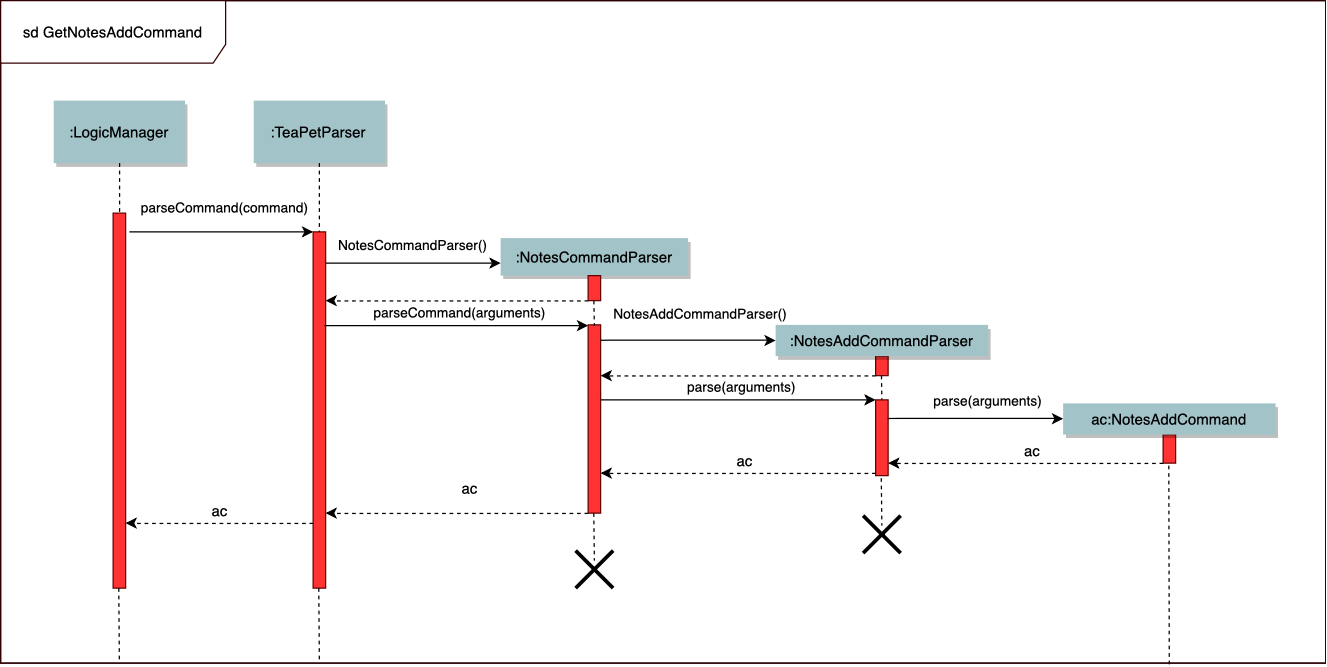 sd GetNotesAddCommand
:LogicManager
:TeaPetParser
parseCommand(command)
NotesCommandParser()
:NotesCommandParser
parseCommand(arguments)
NotesAddCommandParser()
:NotesAddCommandParser
parse(arguments)
parse(arguments)
ac:NotesAddCommand
ac
ac
ac
ac